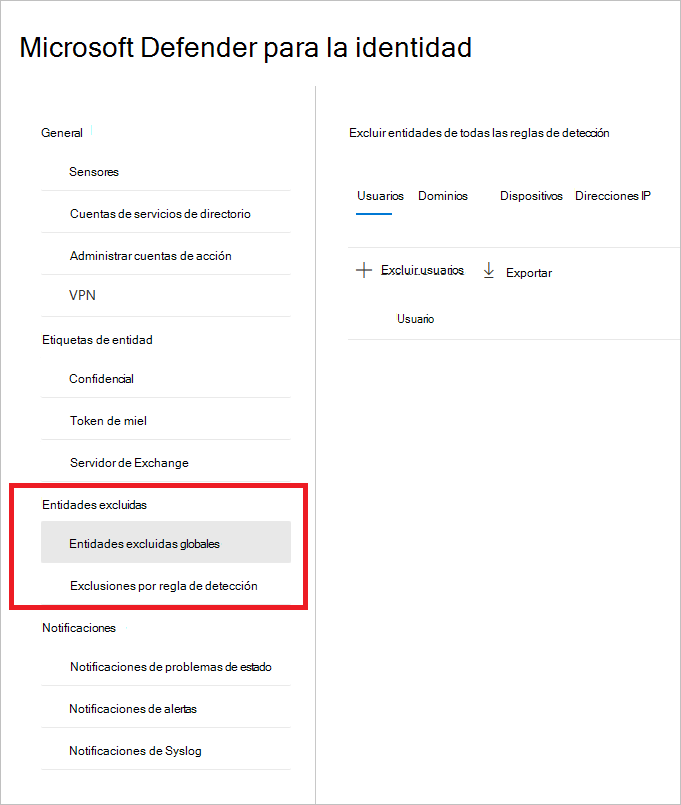 Microsoft Defender para la identidad
General
Sensores
Cuentas de servicios de directorio
Administrar cuentas de acción
VPN
Etiquetas de entidad
Confidencial
Token de miel
Servidor de Exchange
Entidades excluidas
Entidades excluidas globales
Exclusiones por regla de detección
Notificaciones
Notificaciones de problemas de estado
Notificaciones de alertas
Notificaciones de Syslog
Excluir entidades de todas las reglas de detección
Usuarios Dominios Dispositivos Direcciones IP
Excluir usuarios Exportar
Usuario